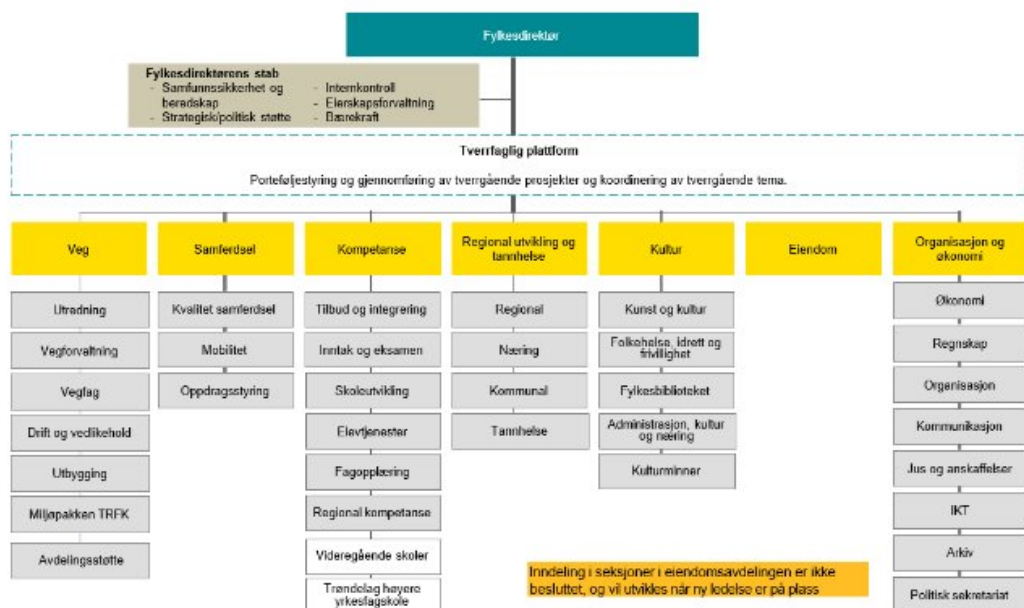 Fylkesdirektør
Fylkesdirektørens stab
- Samfunnssikkerhet og
beredskap
- Strategisk/politisk støtte
- Internkontroll
- Eierskapsforvaltning
- Bærekraft
Tverrfaglig plattform
Porteføljestyring og gjennomføring av tverrgående prosjekter og koordinering av tverrgående tema.
Veg
Utredning
Vegforvaltning
Vegfag
Drift og vedlikehold
Utbygging
Miljøpakken TRFK
Avdelingsstøtte
Samferdsel
Kvalitet samferdsel
Mobilitet
Oppdragsstyring
Kompetanse
Tilbud og integrering
Inntak og eksamen
Skoleutvikling
Elevtjenester
Fagopplæring
Regional kompetanse
Videregående skoler
Trøndelag høyere
yrkesfagskole
Regional utvikling og
tannhelse
Regional
Næring
Kommunal
Tannhelse
Kultur
Kunst og kultur
Folkehelse, idrett og
frivillighet
Fylkesbiblioteket
Administrasjon, kultur
og næring
Kulturminner
Eiendom
Inndeling i seksjoner i eiendomsavdelingen er ikke
besluttet, og vil utvikles når ny ledelse er på plass
Organisasjon og
økonomi
Økonomi
Regnskap
Organisasjon
Kommunikasjon
Jus og anskaffelser
IKT
Arkiv
Politisk sekretariat